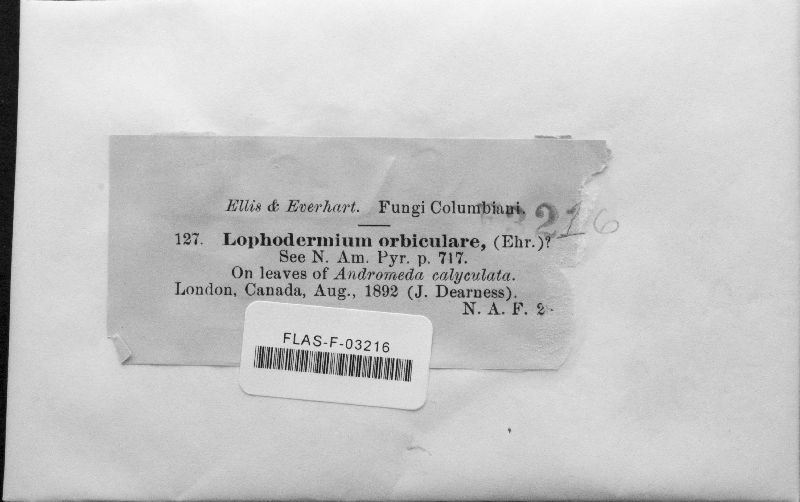 Ellis & Everhart. Fungi Columbiani.
3216
127. Lophodermium orbiculare, (Ehr.)?
See N. Am. Pyr. p. 717.
On leaves of Andromeda calyculata.
London, Canada, Aug., 1892 (J. Dearness).
N. A. F. 2
FLAS-F-03216